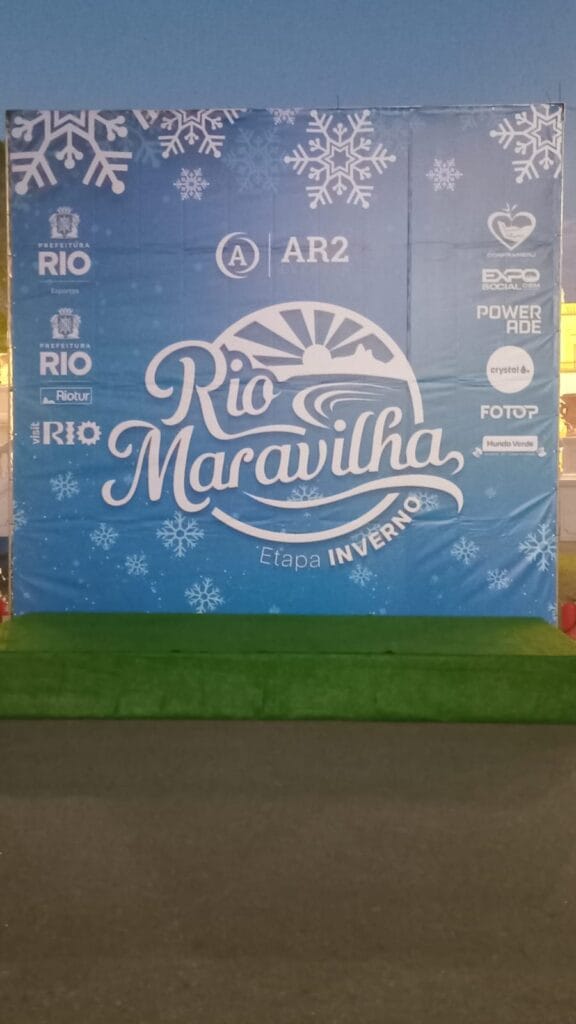 PREFEITURA
RIO
Esportes
PREFEITURA
RIO
Riotur
visit
RIO
A
AR2
Rio
Maravilha
Etapa INVERNO
EXPO
SOCIAL
POWER
ADE
crystal
FOTOP
Mundo Verde